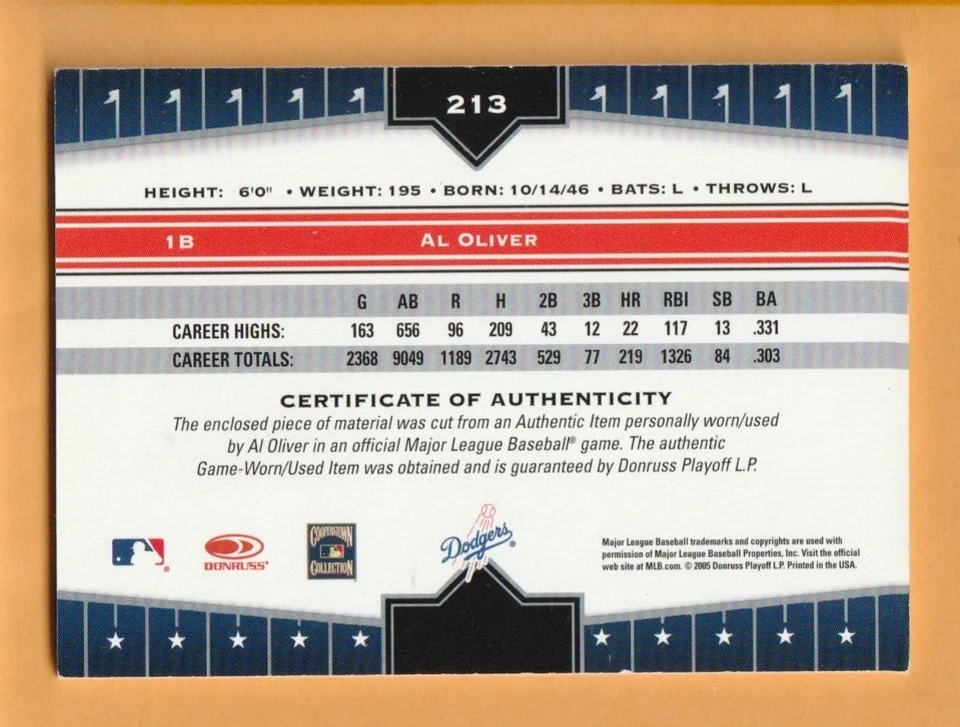 213
HEIGHT: 6'0" • WEIGHT: 195 • BORN: 10/14/46 • BATS: L • THROWS: L
1B AL OLIVER
G AB R H 2B 3B HR RBI SB BA
CAREER HIGHS: 163 656 96 209 43 12 22 117 13 .331
CAREER TOTALS: 2368 9049 1189 2743 529 77 219 1326 84 .303
CERTIFICATE OF AUTHENTICITY
The enclosed piece of material was cut from an Authentic Item personally worn/used
by Al Oliver in an official Major League Baseball® game. The authentic
Game-Worn/Used Item was obtained and is guaranteed by Donruss Playoff L.P.
DONRUSS®
COOPERSTOWN
COLLECTION
Dodgers®
Major League Baseball trademarks and copyrights are used with
permission of Major League Baseball Properties, Inc. Visit the official
web site at MLB.com. © 2005 Donruss Playoff L.P. Printed in the USA.